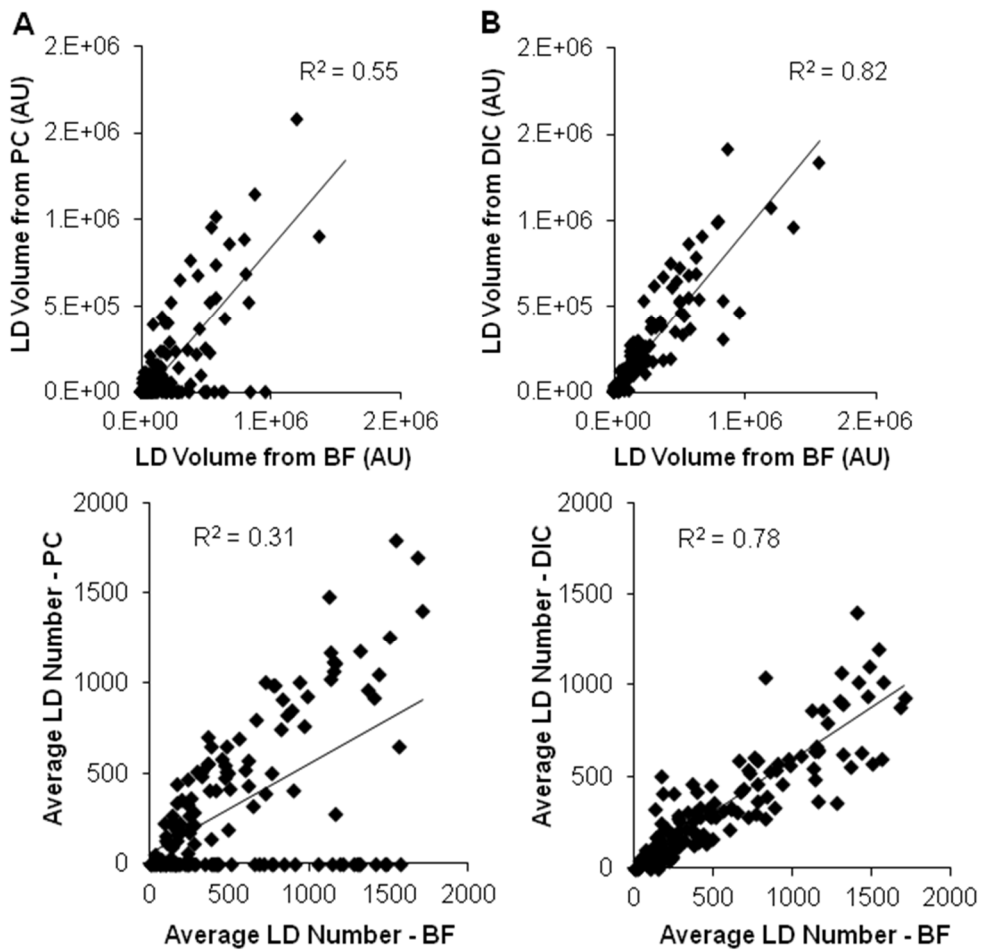 A
2.E+06
2.E+06
1.E+06
5.E+05
0.E+00
LD Volume from PC (AU)
R² = 0.55
0.E+00 1.E+06 2.E+06
LD Volume from BF (AU)
B
2.E+06
2.E+06
1.E+06
5.E+05
0.E+00
LD Volume from DIC (AU)
R² = 0.82
0.E+00 1.E+06 2.E+06
LD Volume from BF (AU)
2000
1500
1000
500
0
Average LD Number - PC
R² = 0.31
0 500 1000 1500 2000
Average LD Number - BF
2000
1500
1000
500
0
Average LD Number - DIC
R² = 0.78
0 500 1000 1500 2000
Average LD Number - BF